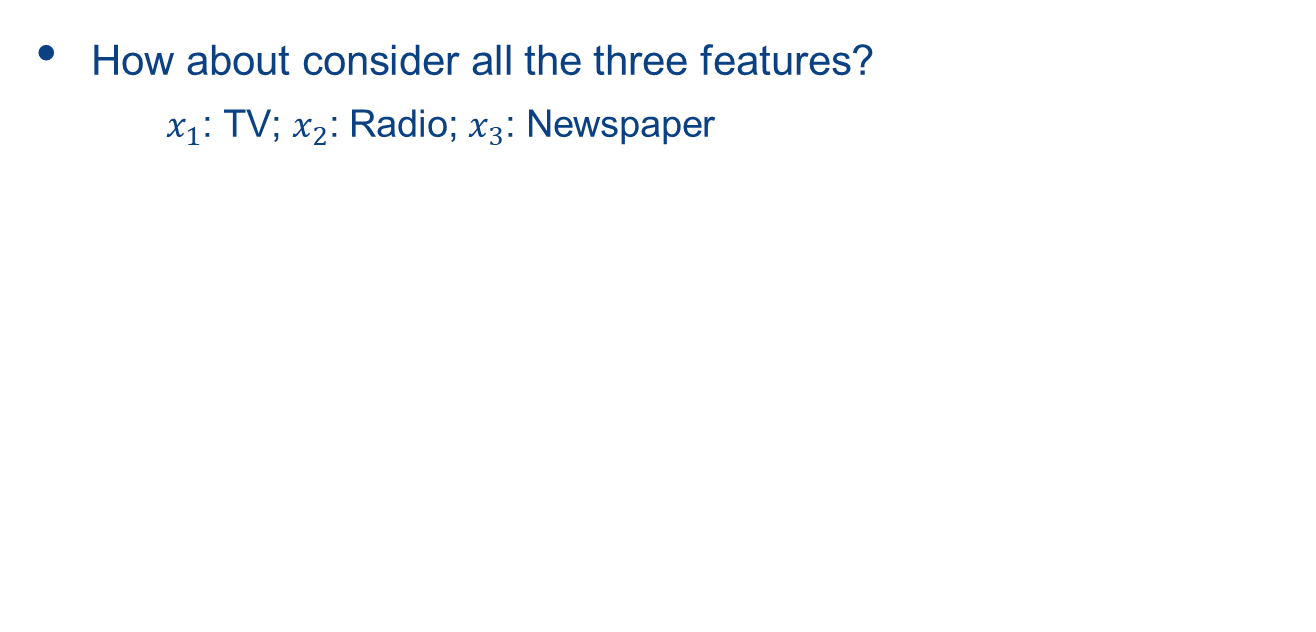 • How about consider all the three features?
x₁: TV; x₂: Radio; x₃: Newspaper